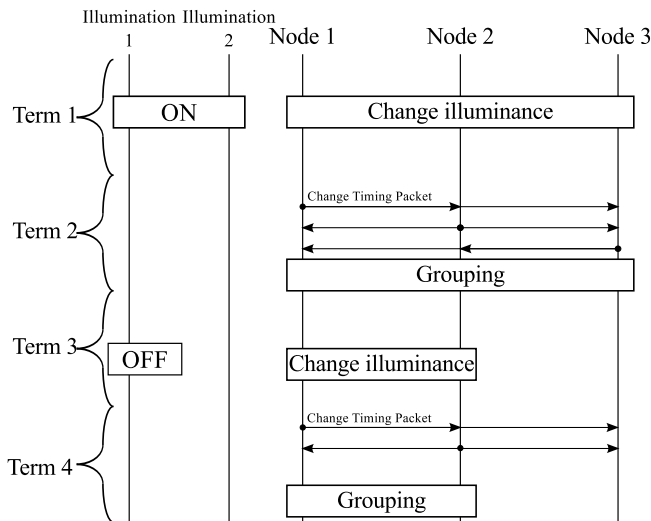 Illumination Illumination
1 2
Node 1 Node 2 Node 3
Term 1
ON
Change illuminance
Term 2
Change Timing Packet
Grouping
Term 3
OFF
Change illuminance
Change Timing Packet
Term 4
Grouping